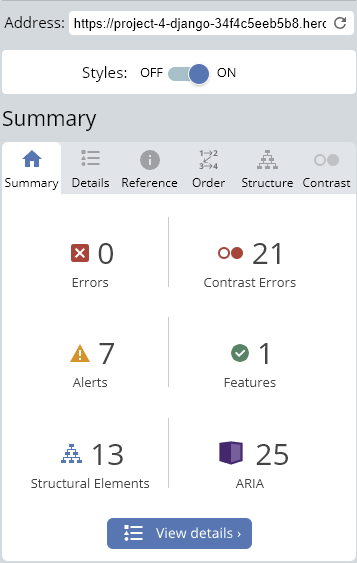 Address: https://project-4-django-34f4c5eeb5b8.herc
Styles: OFF ON
Summary
Summary Details Reference Order Structure Contrast
0 21
Errors Contrast Errors
7 1
Alerts Features
13 25
Structural Elements ARIA
View details ›